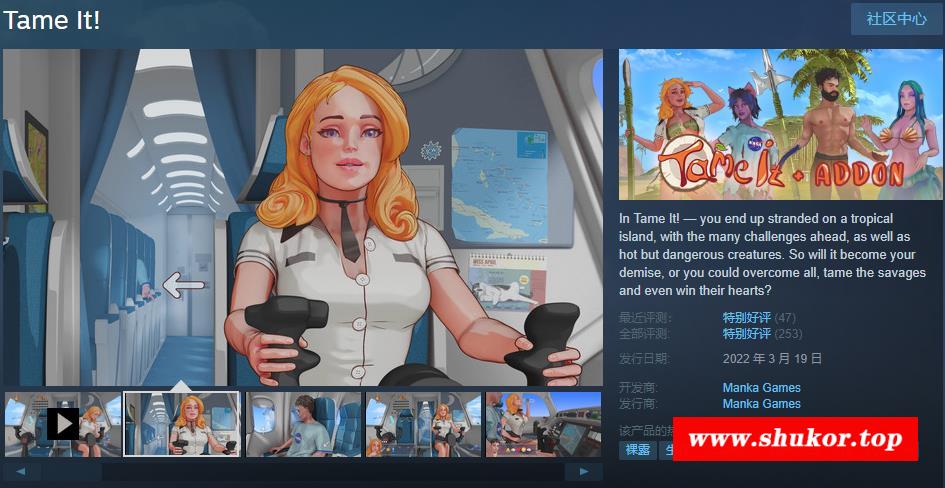 Tame It!
社区中心
Tame It + ADDON
NASA
MISS APRIL
In Tame It! — you end up stranded on a tropical
island, with the many challenges ahead, as well as
hot but dangerous creatures. So will it become your
demise, or you could overcome all, tame the savages
and even win their hearts?
最近评测: 特别好评 (47)
全部评测: 特别好评 (253)
发行日期: 2022 年 3 月 19 日
开发商: Manka Games
发行商: Manka Games
该产品的
裸露
www.shukor.top